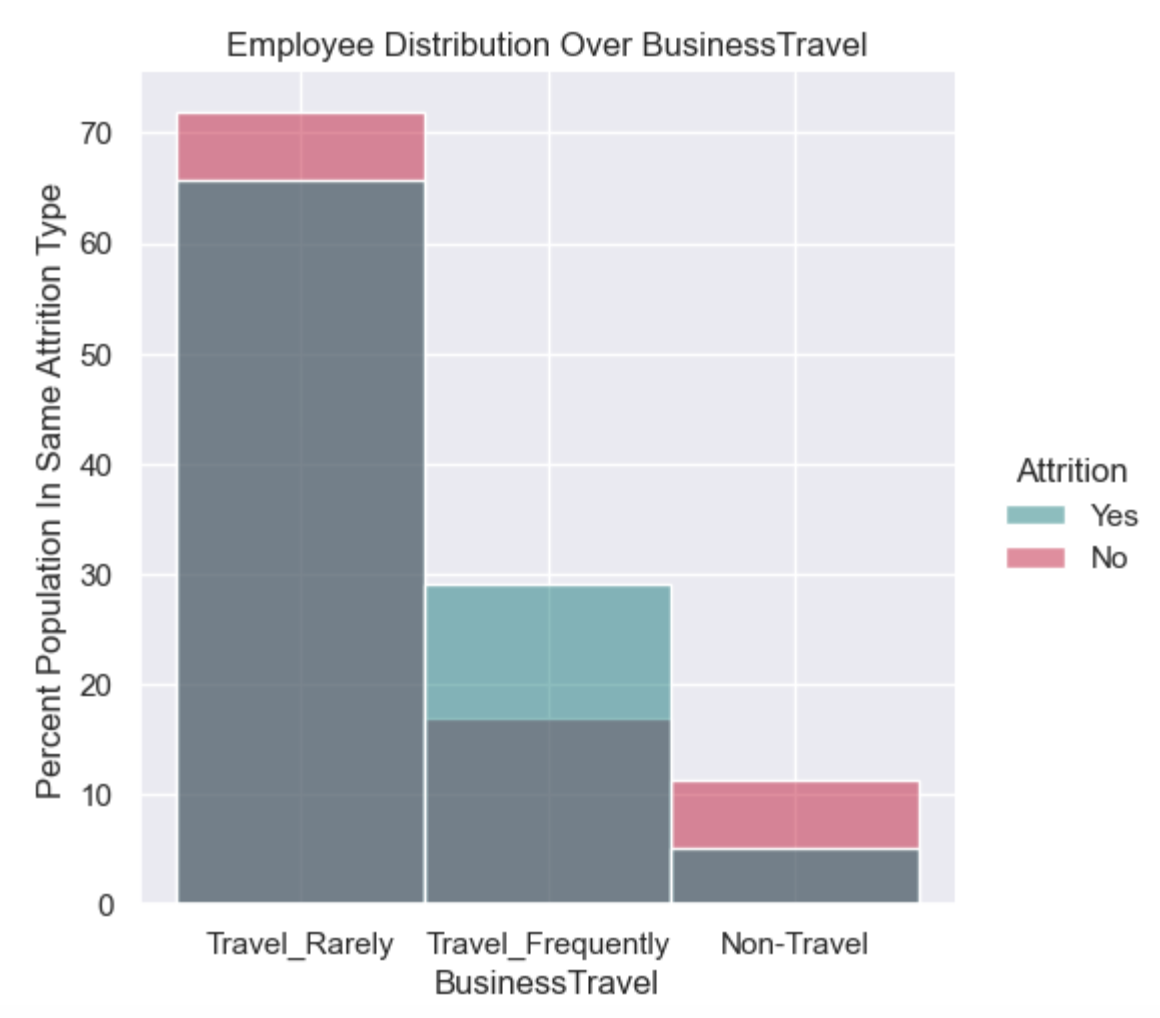 Employee Distribution Over BusinessTravel
Percent Population In Same Attrition Type
70
60
50
40
30
20
10
0
Travel_Rarely Travel_Frequently Non-Travel
BusinessTravel
Attrition
Yes
No